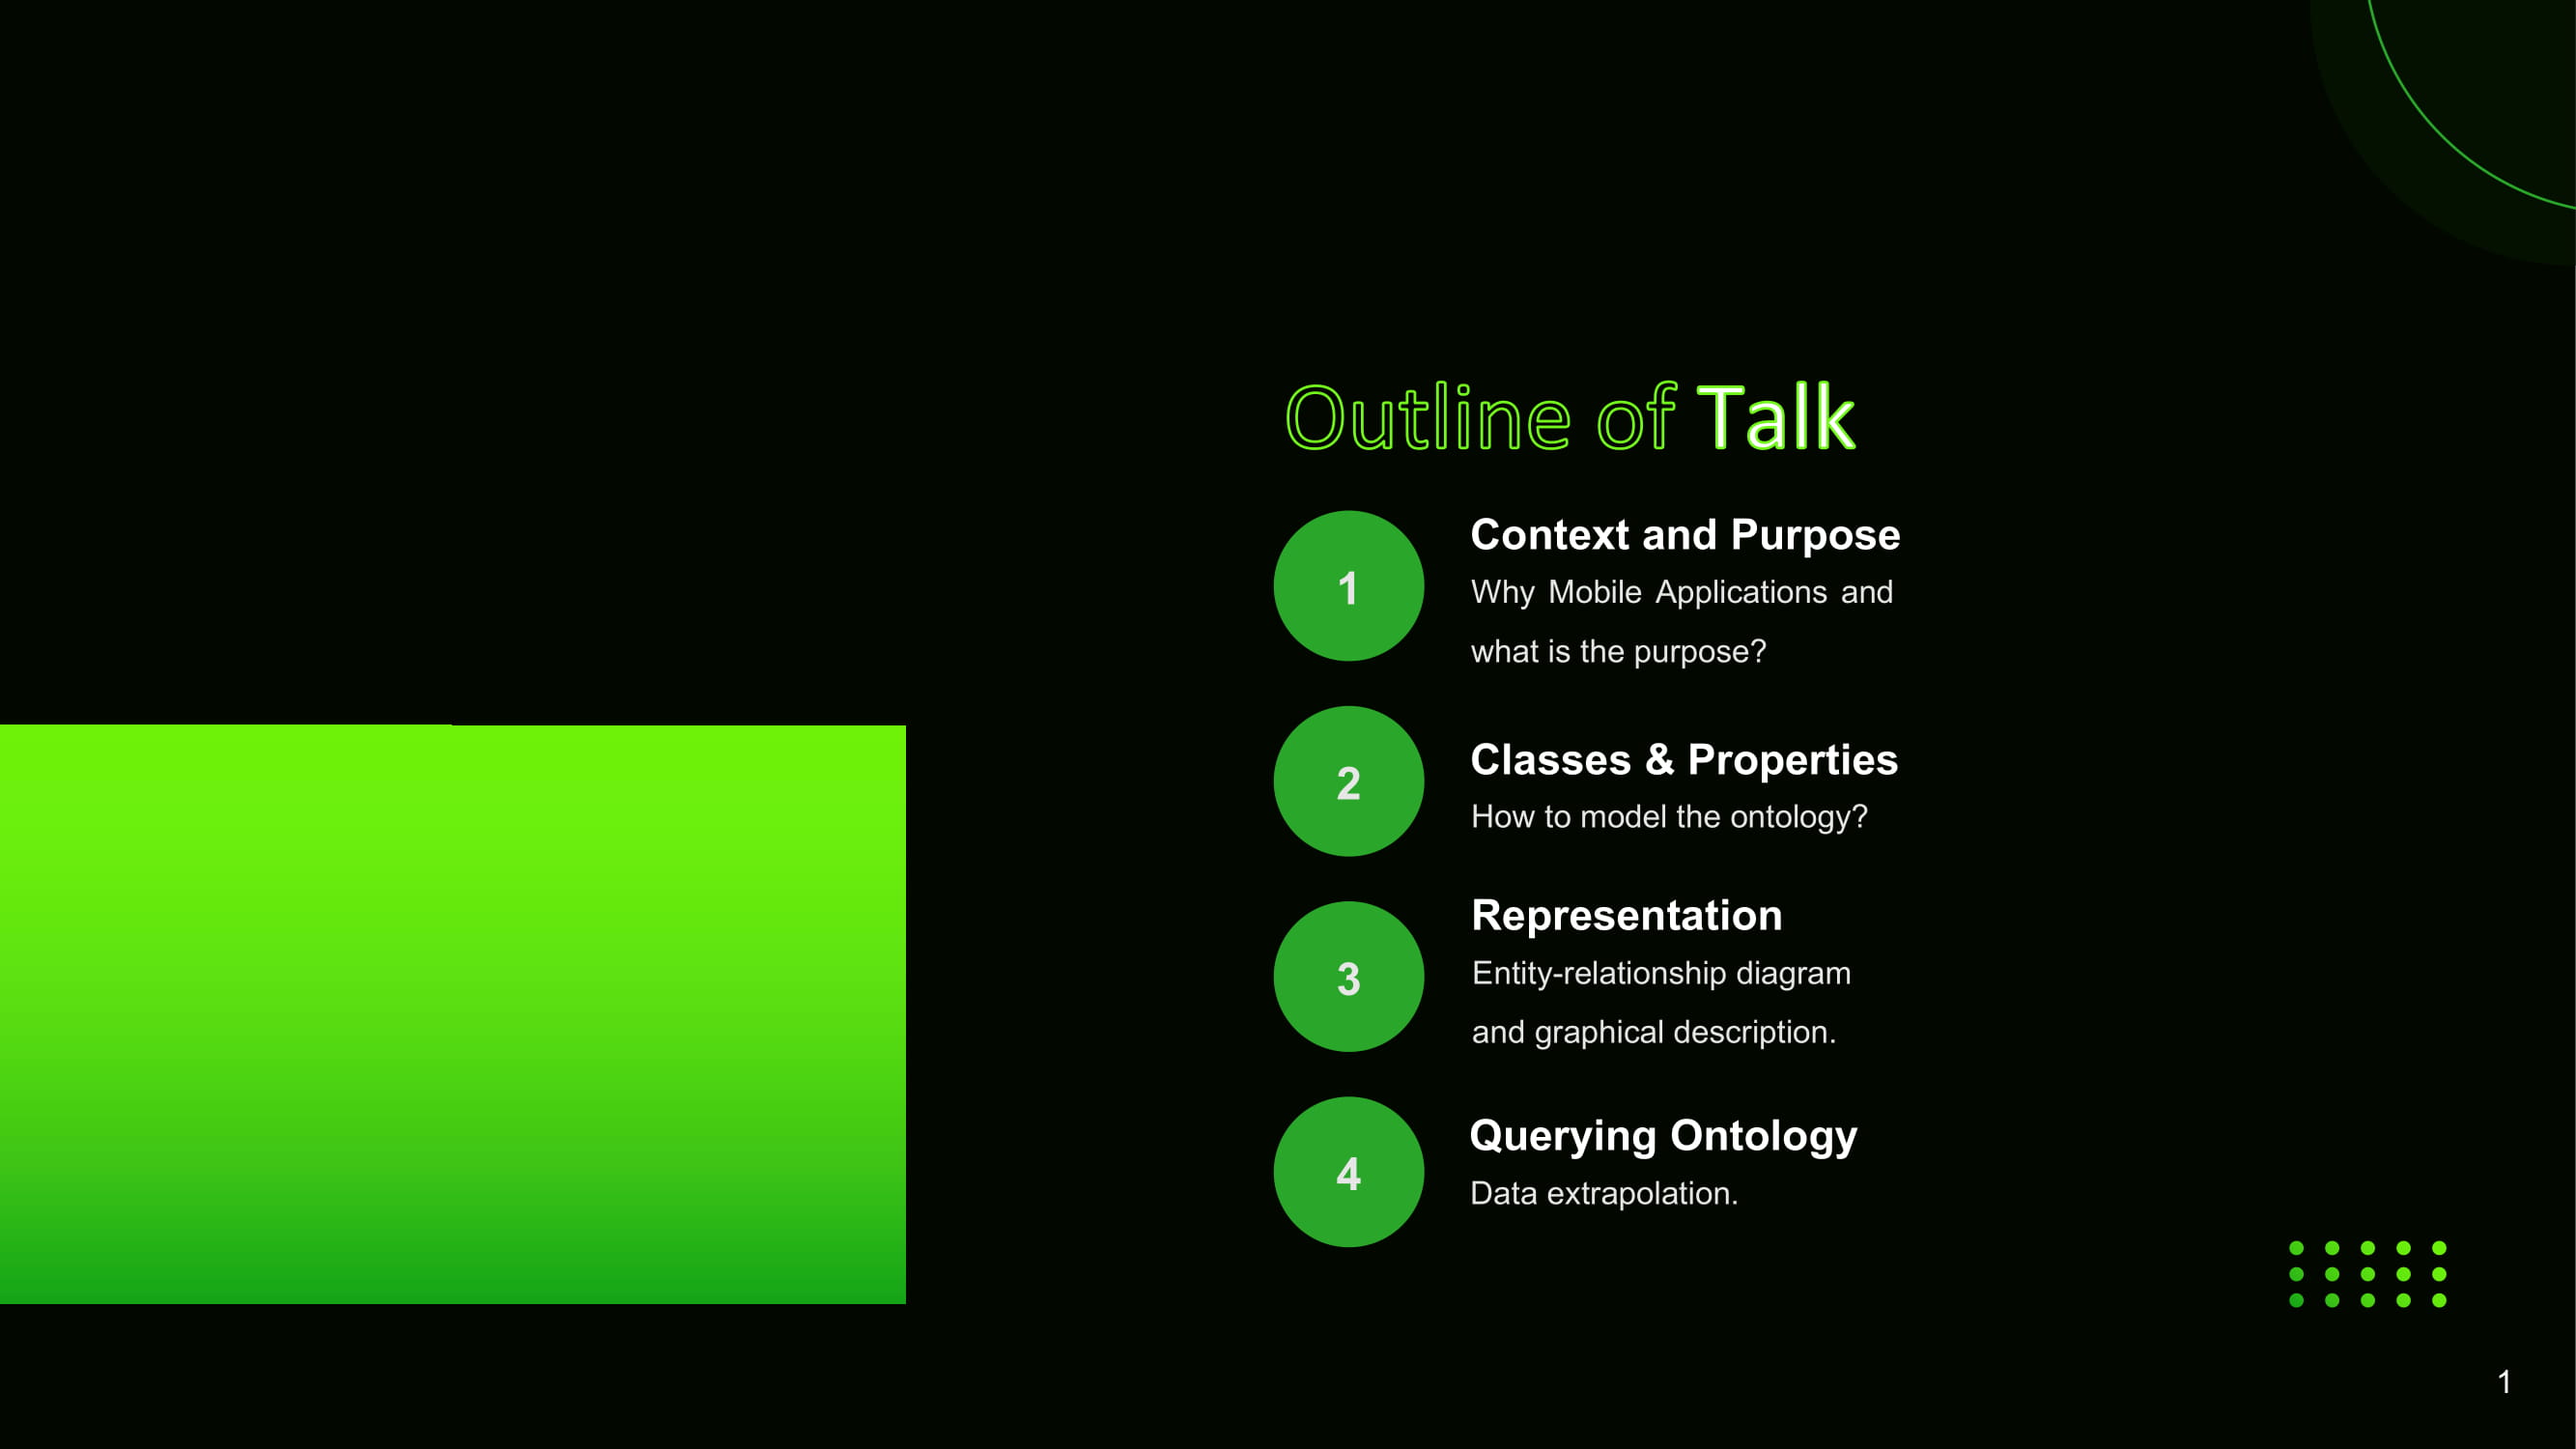 Outline of Talk
1
Context and Purpose
Why Mobile Applications and
what is the purpose?
2
Classes & Properties
How to model the ontology?
3
Representation
Entity-relationship diagram
and graphical description.
4
Querying Ontology
Data extrapolation.
1